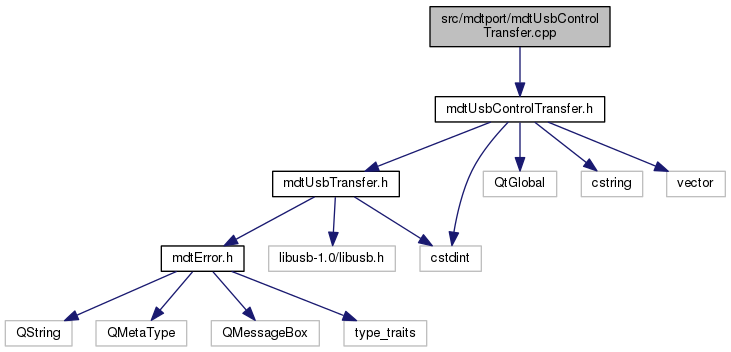 src/mdtport/mdtUsbControl
Transfer.cpp
mdtUsbControlTransfer.h
mdtUsbTransfer.h
QtGlobal
cstring
vector
mdtError.h
libusb-1.0/libusb.h
cstdint
QString
QMetaType
QMessageBox
type_traits